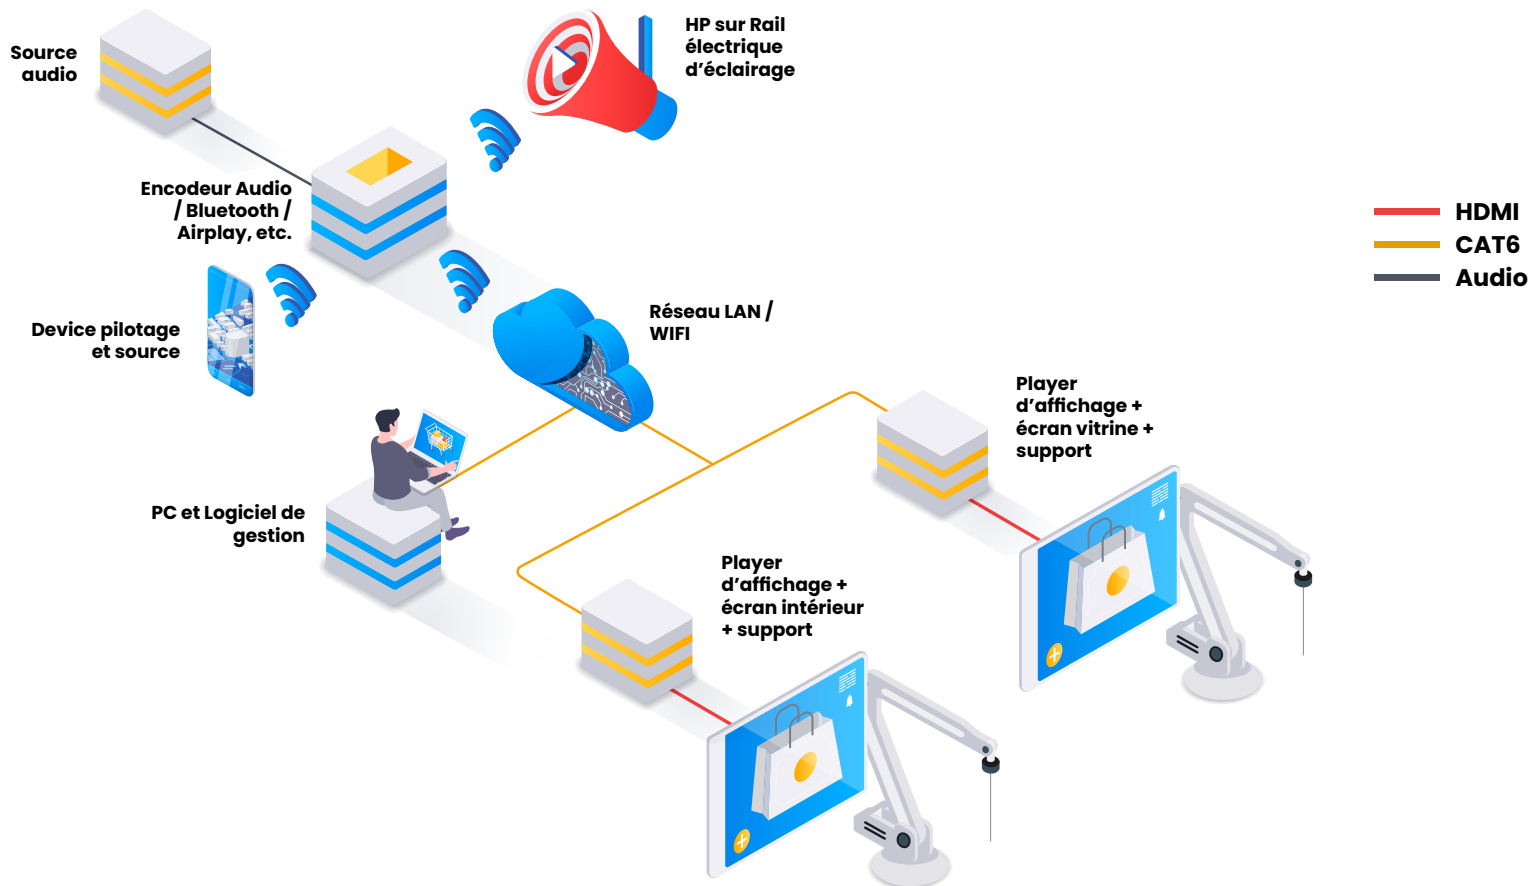 Source
audio
HP sur Rail
électrique
d’éclairage
Encodeur Audio
/ Bluetooth /
Airplay, etc.
HDMI
CAT6
Audio
Device pilotage
et source
Réseau LAN /
WIFI
Player
d’affichage +
écran vitrine +
support
PC et Logiciel de
gestion
Player
d’affichage +
écran intérieur
+ support